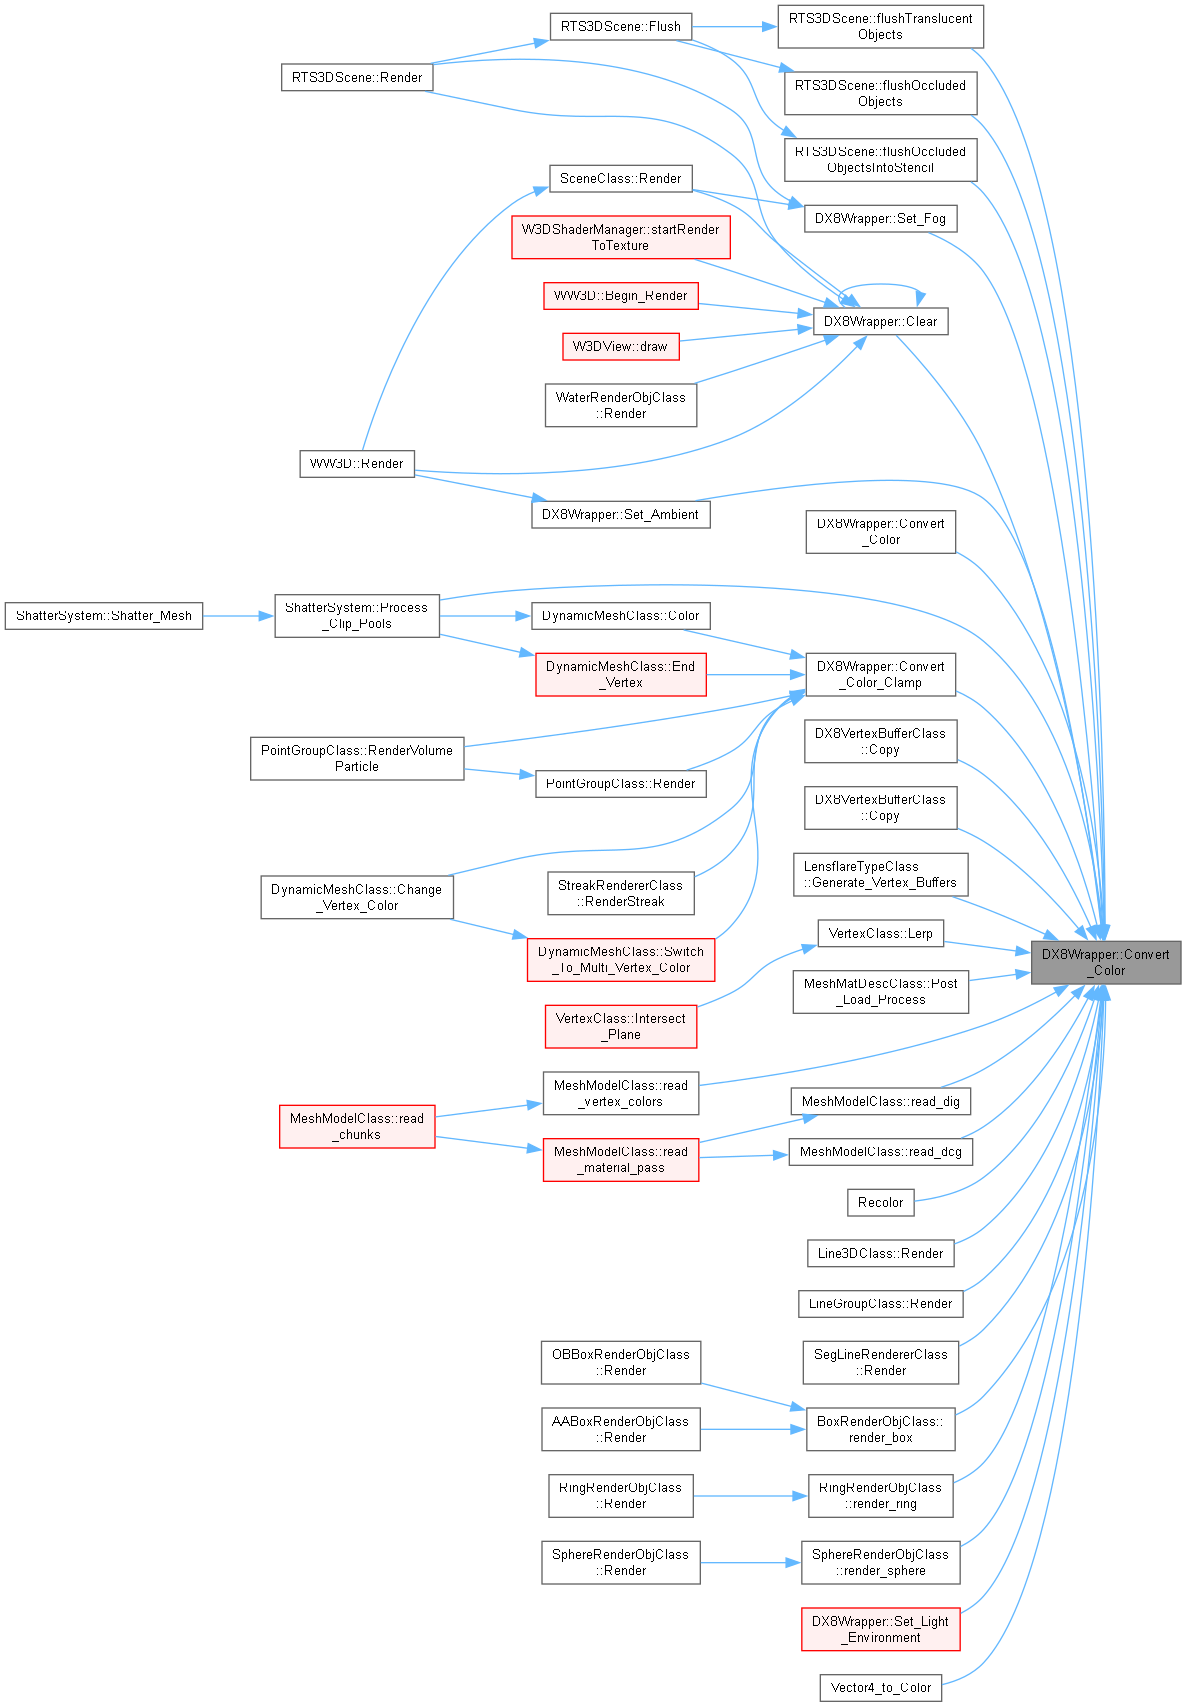 RTS3DScene::flushTranslucent
Objects
RTS3DScene::Flush
RTS3DScene::Render
RTS3DScene::flushOccluded
Objects
RTS3DScene::flushOccluded
ObjectsIntoStencil
SceneClass::Render
DX8Wrapper::Set_Fog
W3DShaderManager::startRender
ToTexture
WW3D::Begin_Render
DX8Wrapper::Clear
W3DView::draw
WaterRenderObjClass
::Render
WW3D::Render
DX8Wrapper::Set_Ambient
DX8Wrapper::Convert
_Color
ShatterSystem::Shatter_Mesh
ShatterSystem::Process
_Clip_Pools
DynamicMeshClass::Color
DynamicMeshClass::End
_Vertex
DX8Wrapper::Convert
_Color_Clamp
PointGroupClass::RenderVolume
Particle
PointGroupClass::Render
DX8VertexBufferClass
::Copy
DX8VertexBufferClass
::Copy
DynamicMeshClass::Change
_Vertex_Color
StreakRendererClass
::RenderStreak
LensflareTypeClass
::Generate_Vertex_Buffers
DynamicMeshClass::Switch
_To_Multi_Vertex_Color
VertexClass::Lerp
DX8Wrapper::Convert
_Color
MeshMatDescClass::Post
_Load_Process
VertexClass::Intersect
_Plane
MeshModelClass::read
_chunks
MeshModelClass::read
_vertex_colors
MeshModelClass::read_dig
MeshModelClass::read
_material_pass
MeshModelClass::read_dcg
Recolor
Line3DClass::Render
LineGroupClass::Render
SegLineRendererClass
::Render
OBBoxRenderObjClass
::Render
AABoxRenderObjClass
::Render
BoxRenderObjClass::
render_box
RingRenderObjClass
::Render
RingRenderObjClass
::render_ring
SphereRenderObjClass
::Render
SphereRenderObjClass
::render_sphere
DX8Wrapper::Set_Light
_Environment
Vector4_to_Color